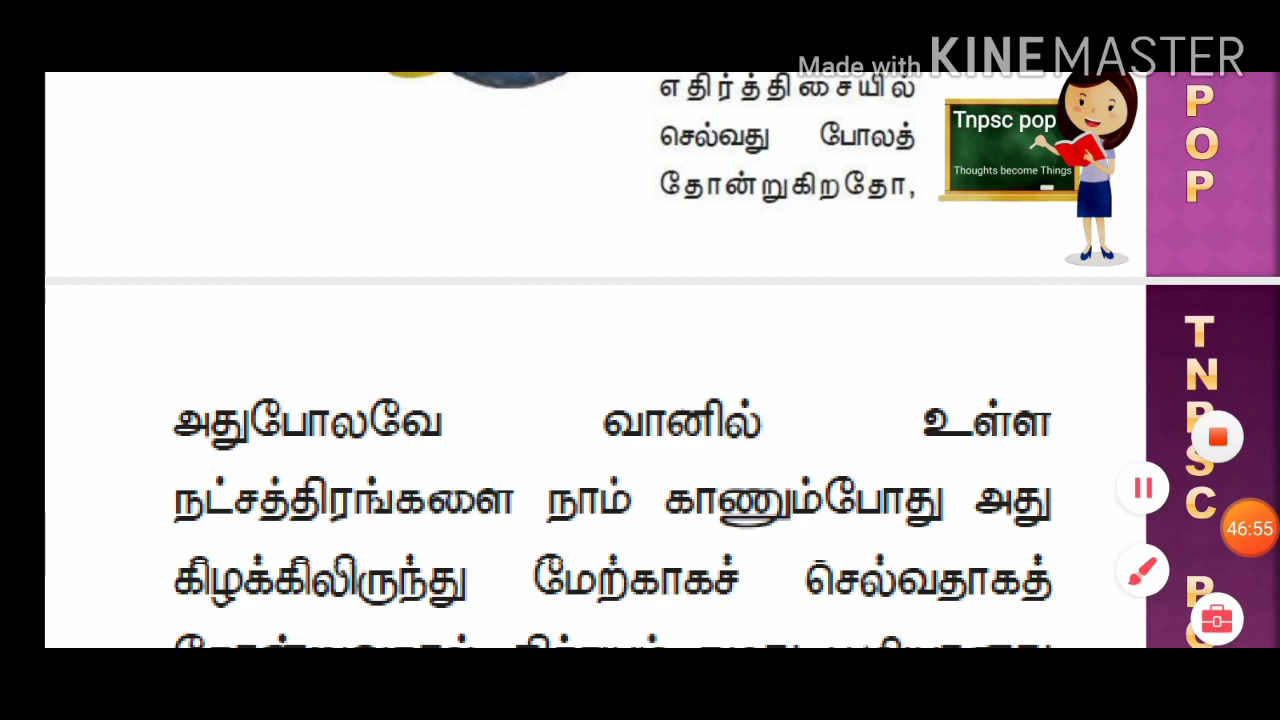 Made with KINEMASTER
எதிர்த்திசையில்
செல்வது போலத்
தோன்றுகிறதோ,
Tnpsc pop
Thoughts become Things
POP
அதுபோலவே வானில் உள்ள
நட்சத்திரங்களை நாம் காணும்போது அது
கிழக்கிலிருந்து மேற்காகச் செல்வதாகத்
TNPSC
46:55